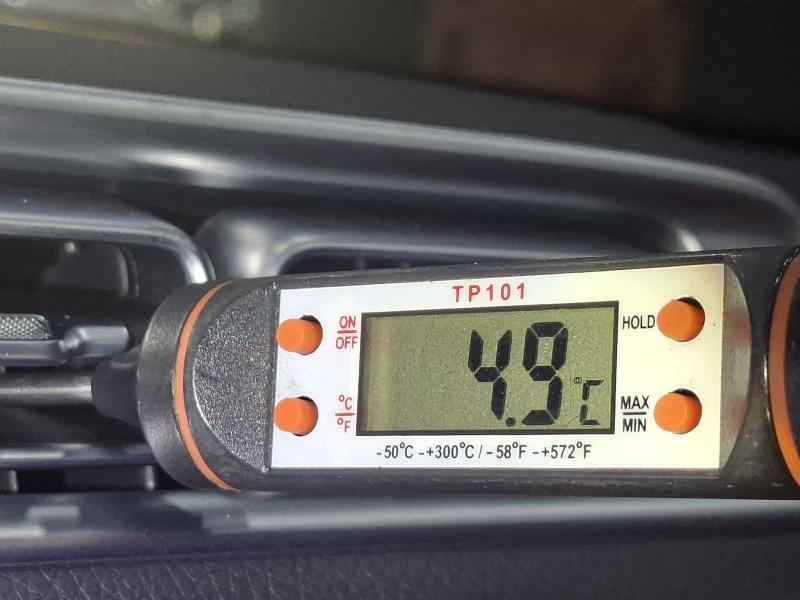 TP101
ON
OFF
HOLD
4.9°C
°C
°F
MAX
MIN
-50°C -+300°C / -58°F -+572°F